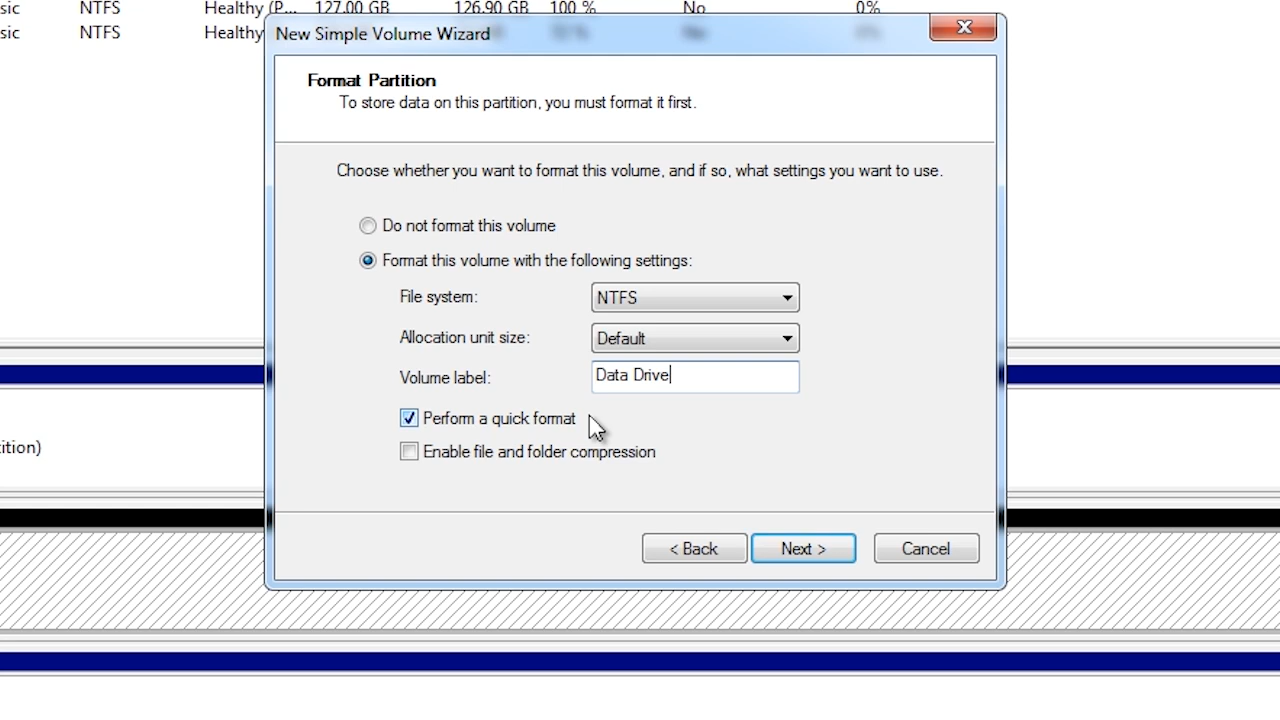 sic NTFS Healthy (P... 127.00 GB 126.90 GB 100 % No 0%
sic NTFS Healthy
New Simple Volume Wizard
Format Partition
To store data on this partition, you must format it first.
Choose whether you want to format this volume, and if so, what settings you want to use.
Do not format this volume
Format this volume with the following settings:
File system: NTFS
Allocation unit size: Default
Volume label: Data Drive
Perform a quick format
ition)
Enable file and folder compression
< Back Next > Cancel